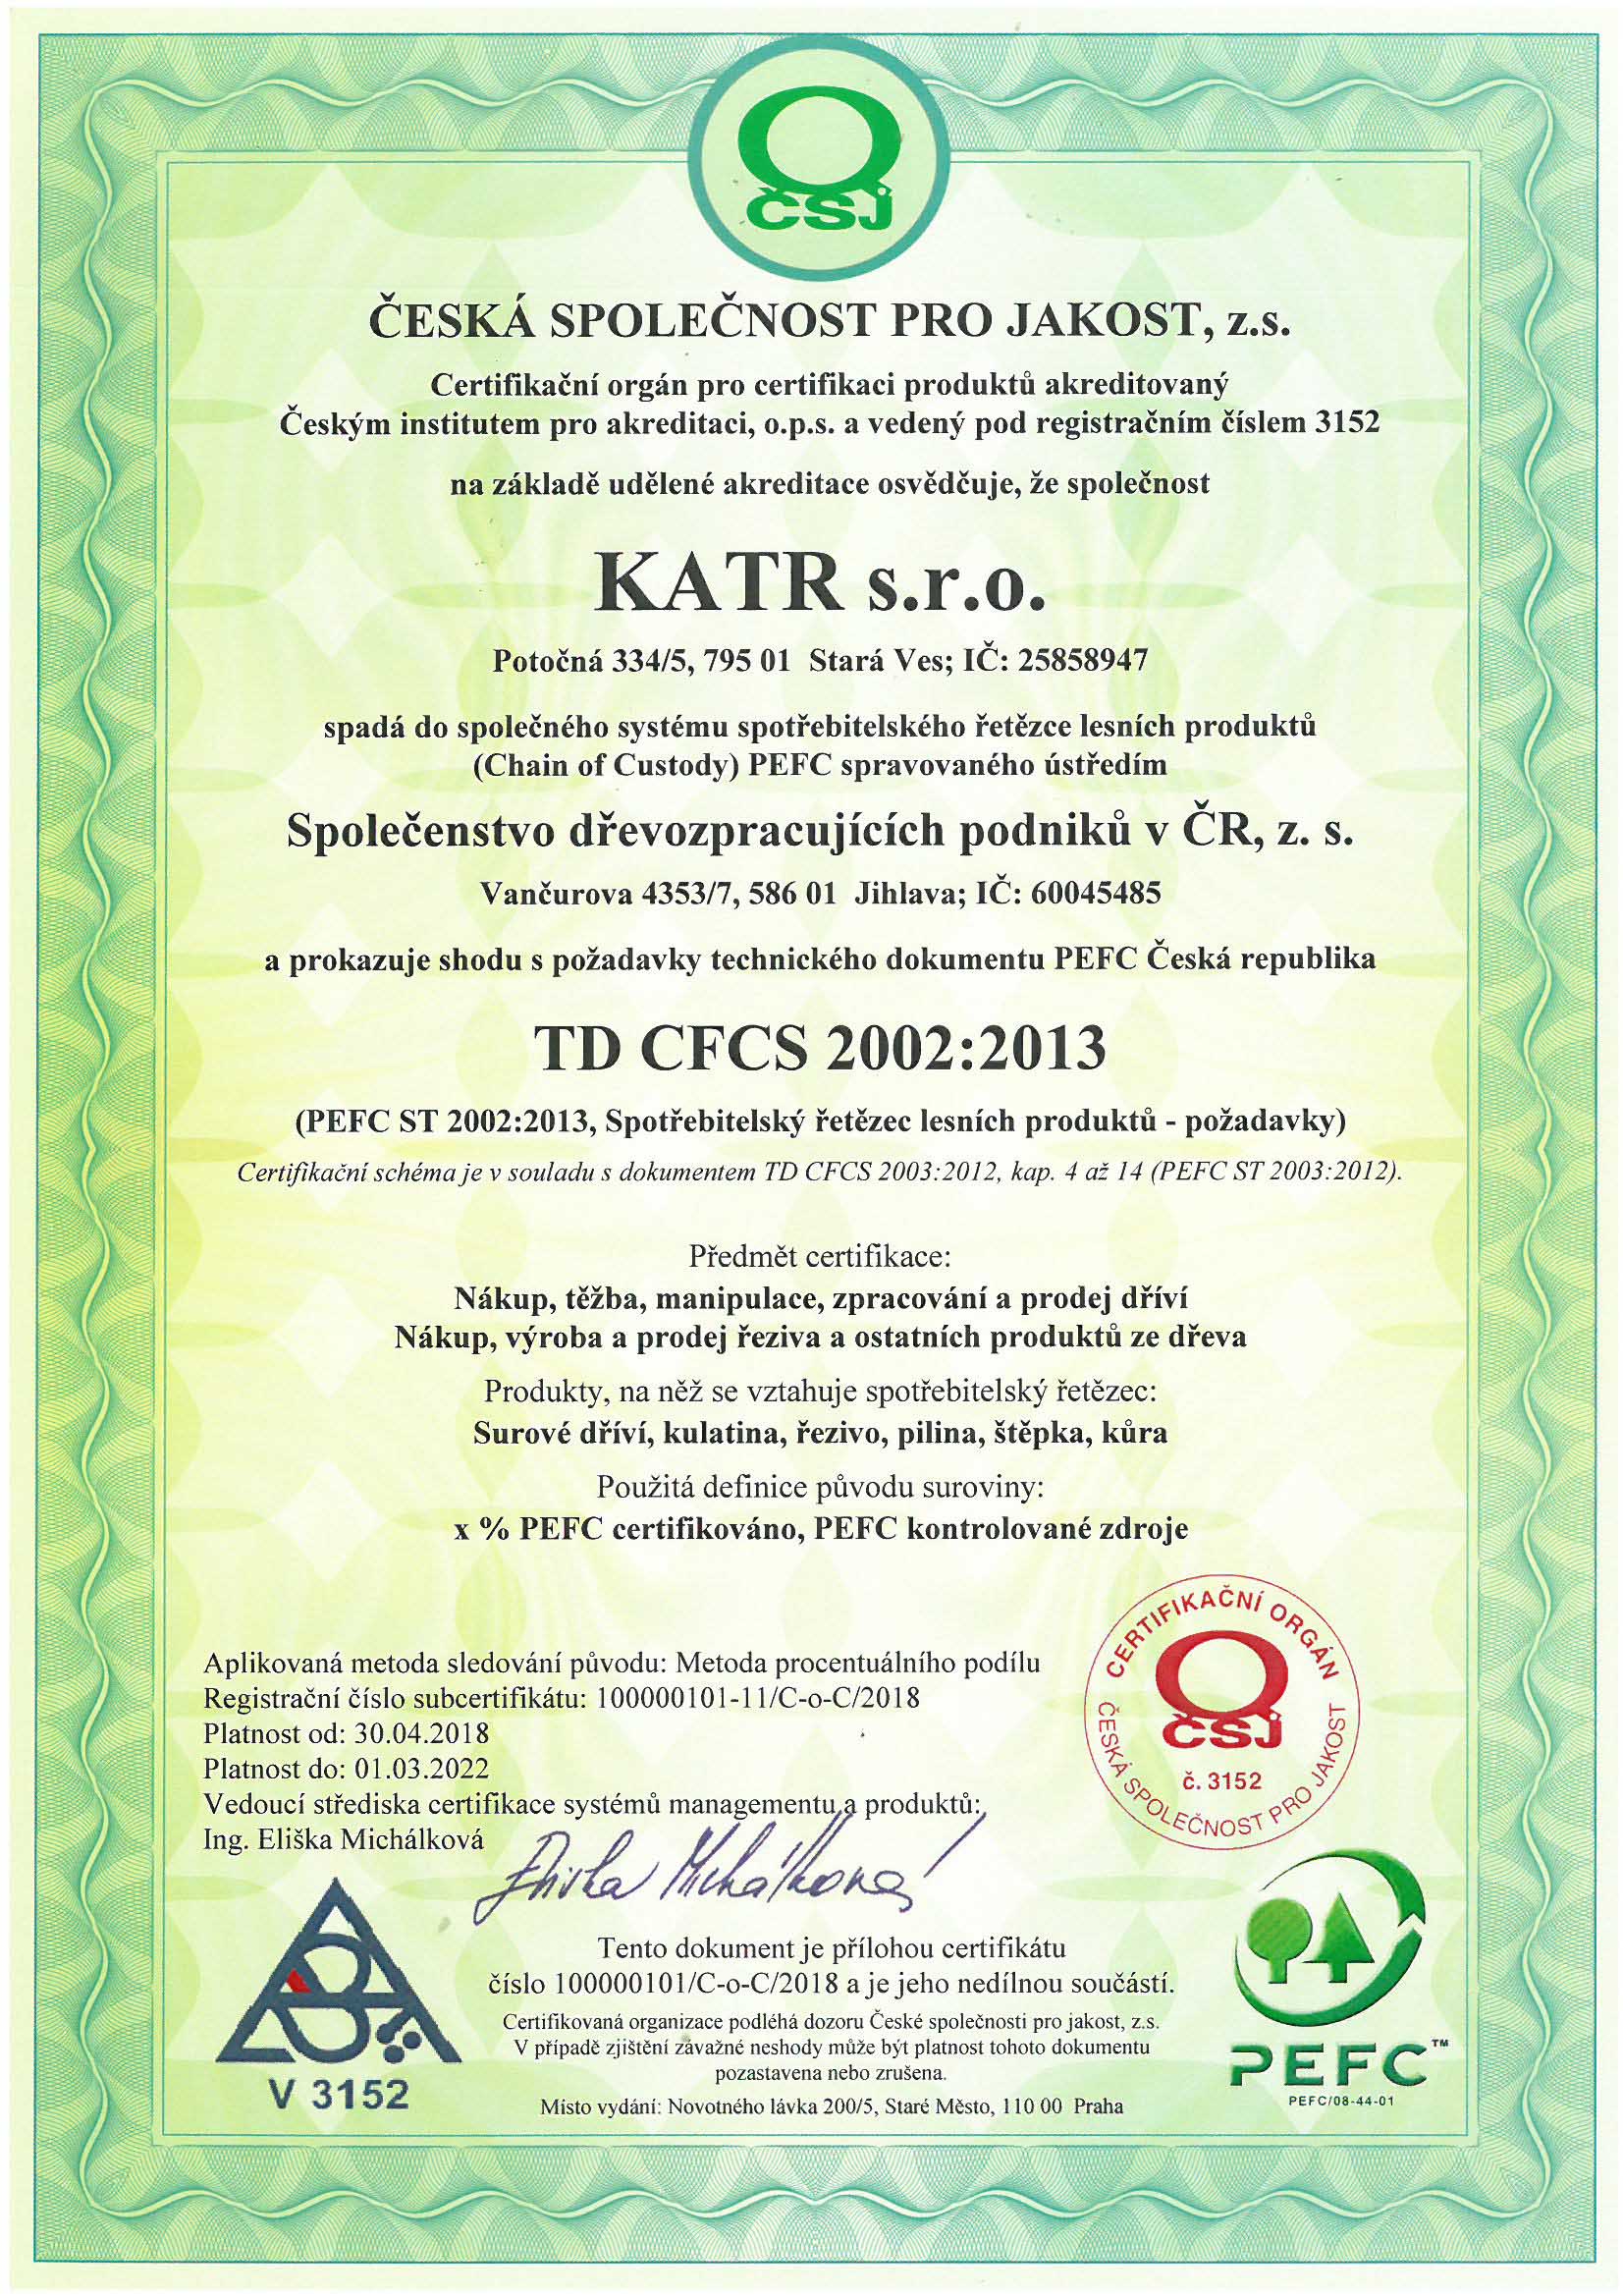 ČSJ
ČESKÁ SPOLEČNOST PRO JAKOST, z.s.
Certifikační orgán pro certifikaci produktů akreditovaný
Českým institutem pro akreditaci, o.p.s. a vedený pod registračním číslem 3152
na základě udělené akreditace osvědčuje, že společnost
KATR s.r.o.
Potočná 334/5, 795 01 Stará Ves; IČ: 25858947
spadá do společného systému spotřebitelského řetězce lesních produktů
(Chain of Custody) PEFC spravovaného ústředím
Společenstvo dřevozpracujících podniků v ČR, z. s.
Vančurova 4353/7, 586 01 Jihlava; IČ: 60045485
a prokazuje shodu s požadavky technického dokumentu PEFC Česká republika
TD CFCS 2002:2013
(PEFC ST 2002:2013, Spotřebitelský řetězec lesních produktů - požadavky)
Certifikační schéma je v souladu s dokumentem TD CFCS 2003:2012, kap. 4 až 14 (PEFC ST 2003:2012).
Předmět certifikace:
Nákup, těžba, manipulace, zpracování a prodej dříví
Nákup, výroba a prodej řeziva a ostatních produktů ze dřeva
Produkty, na něž se vztahuje spotřebitelský řetězec:
Surové dříví, kulatina, řezivo, pilina, štěpka, kůra
Použitá definice původu suroviny:
x % PEFC certifikováno, PEFC kontrolované zdroje
CERTIFIKAČNÍ ORGÁN
ČSJ
č. 3152
ČESKÁ SPOLEČNOST PRO JAKOST
Aplikovaná metoda sledování původu: Metoda procentuálního podílu
Registrační číslo subcertifikátu: 100000101-11/C-o-C/2018
Platnost od: 30.04.2018
Platnost do: 01.03.2022
Vedoucí střediska certifikace systémů managementu a produktů:
Ing. Eliška Michálková
Eliška Michálková
Tento dokument je přílohou certifikátu
číslo 100000101/C-o-C/2018 a je jeho nedílnou součástí.
Certifikovaná organizace podléhá dozoru České společnosti pro jakost, z.s.
V případě zjištění závažné neshody může být platnost tohoto dokumentu
pozastavena nebo zrušena.
Místo vydání: Novotného lávka 200/5, Staré Město, 110 00 Praha
V 3152
PEFC™
PEFC/08-44-01